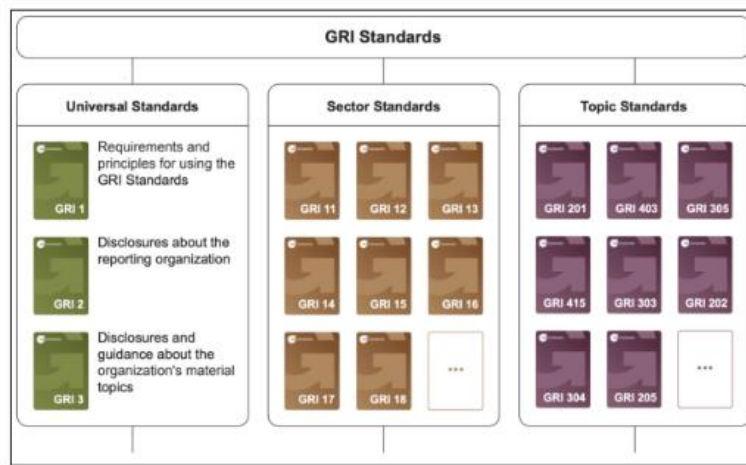 GRI Standards
Universal Standards
GRI 1
Requirements and
principles for using the
GRI Standards
GRI 2
Disclosures about the
reporting organization
GRI 3
Disclosures and
guidance about the
organization's material
topics
Sector Standards
GRI 11 GRI 12 GRI 13
GRI 14 GRI 15 GRI 16
GRI 17 GRI 18 ...
Topic Standards
GRI 201 GRI 403 GRI 305
GRI 415 GRI 303 GRI 202
GRI 304 GRI 205 ...